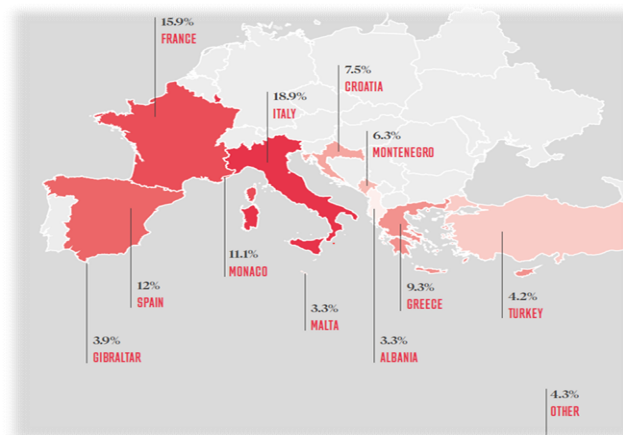 15.9%
FRANCE
7.5%
CROATIA
18.9%
ITALY
6.3%
MONTENEGRO
11.1%
MONACO
12%
SPAIN
9.3%
GREECE
4.2%
TURKEY
3.3%
MALTA
3.9%
GIBRALTAR
3.3%
ALBANIA
4.3%
OTHER